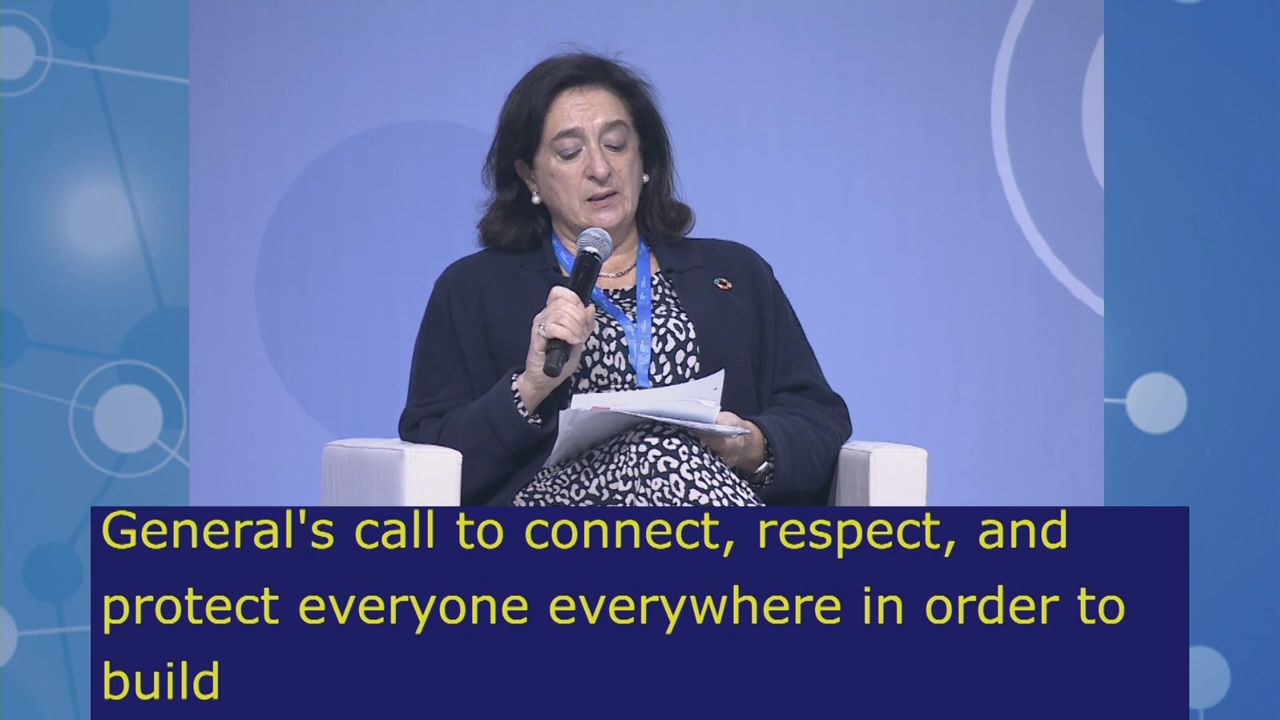 General's call to connect, respect, and
protect everyone everywhere in order to
build